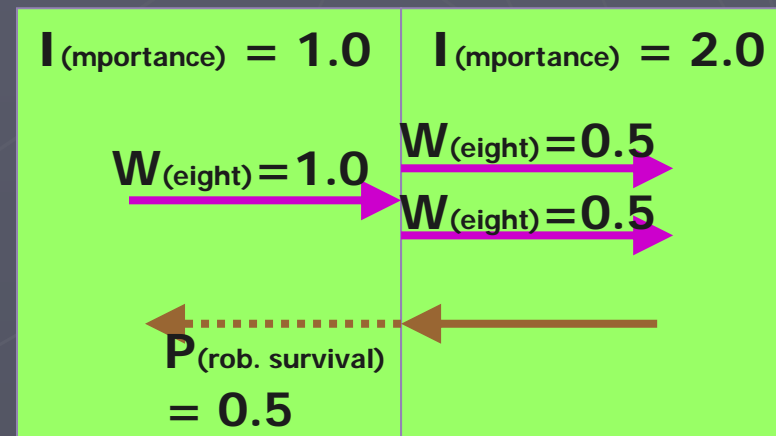 I (mportance) = 1.0
I (mportance) = 2.0
W(eight)=1.0
W(eight)=0.5
W(eight)=0.5
P(rob. survival)
= 0.5